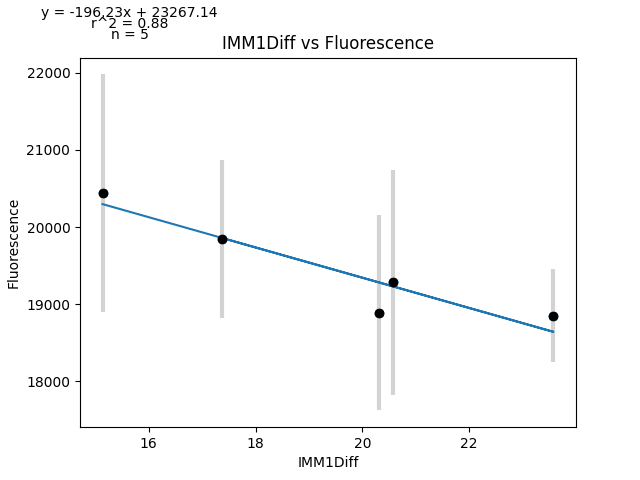 y = -196.23x + 23267.14
r^2 = 0.88
n = 5
IMM1Diff vs Fluorescence
22000
21000
20000
19000
18000
Fluorescence
16 18 20 22
IMM1Diff